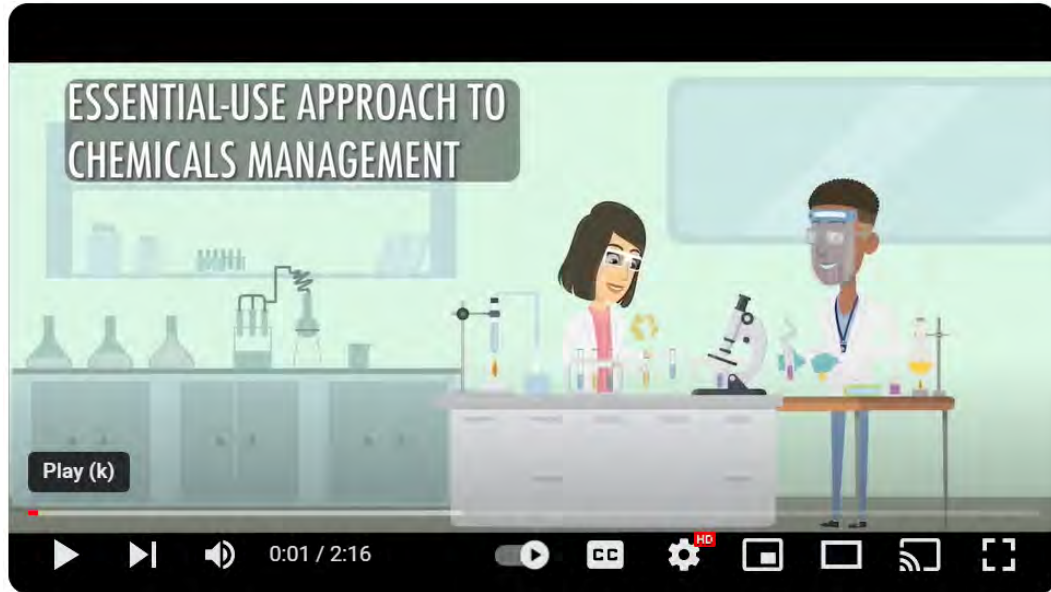 ESSENTIAL-USE APPROACH TO
CHEMICALS MANAGEMENT
Play (k)
0:01 / 2:16
CC
HD